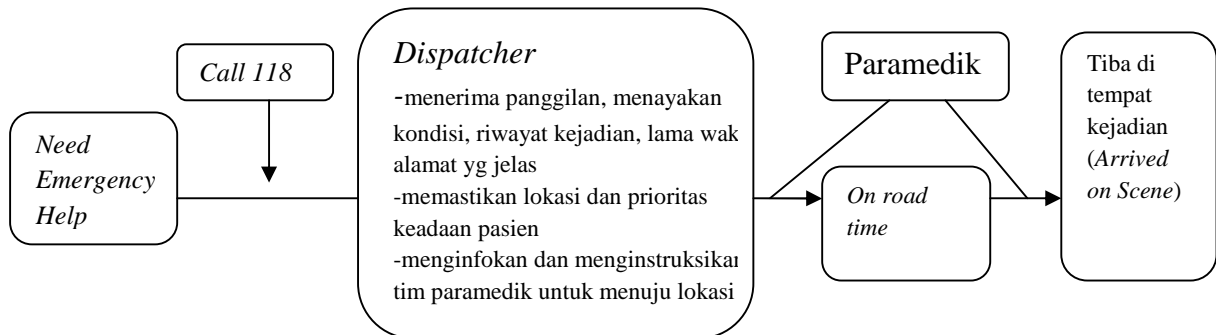 Need
Emergency
Help
Call 118
Dispatcher
-menerima panggilan, menayakan
kondisi, riwayat kejadian, lama wak
alamat yg jelas
-memastikan lokasi dan prioritas
keadaan pasien
-menginfokan dan menginstruksikan
tim paramedik untuk menuju lokasi
Paramedik
On road
time
Tiba di
tempat
kejadian
(Arrived
on Scene)